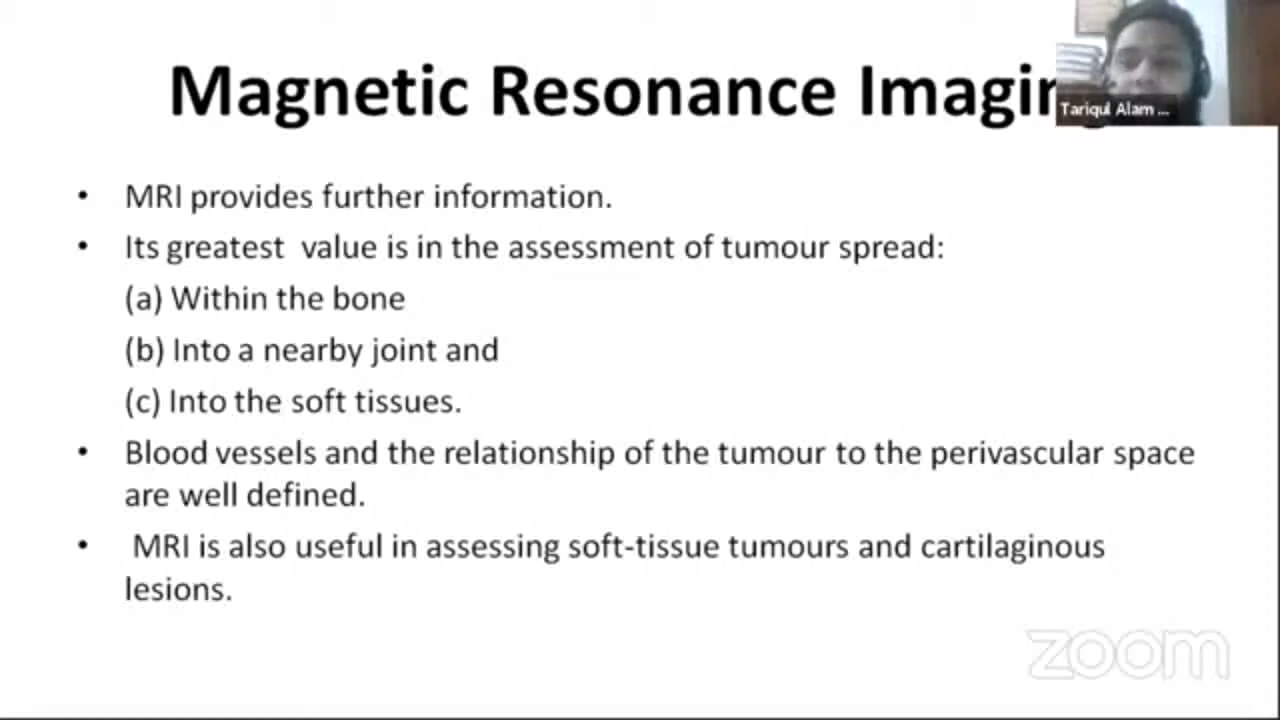 Magnetic Resonance Imagin
Tariqul Alam ...
• MRI provides further information.
• Its greatest value is in the assessment of tumour spread:
(a) Within the bone
(b) Into a nearby joint and
(c) Into the soft tissues.
• Blood vessels and the relationship of the tumour to the perivascular space
are well defined.
• MRI is also useful in assessing soft-tissue tumours and cartilaginous
lesions.
zoom